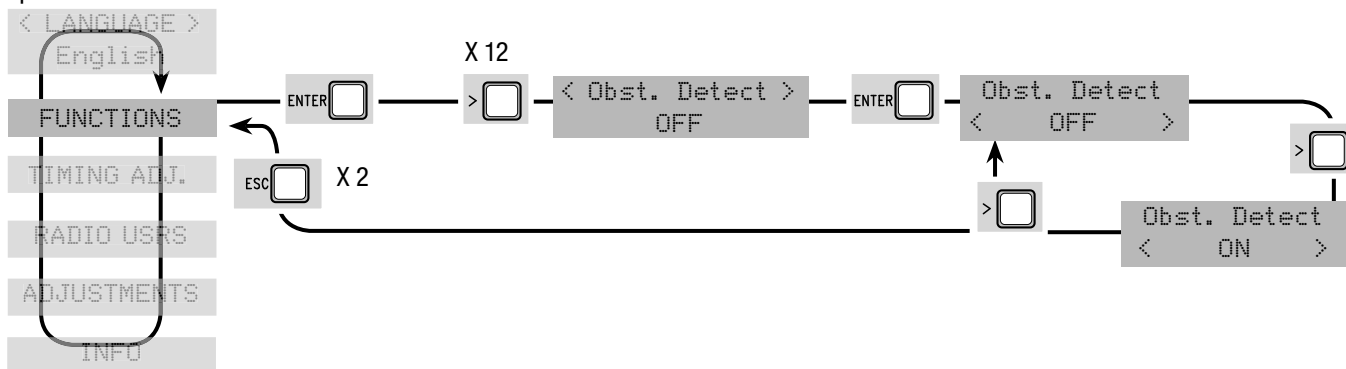 < LANGUAGE >
English
FUNCTIONS
TIMING ADJ.
RADIO USRS
ADJUSTMENTS
INFO
ENTER
X 12
>
< Obst. Detect >
OFF
ENTER
Obst. Detect
< OFF >
>
ESC
X 2
>
Obst. Detect
< ON >